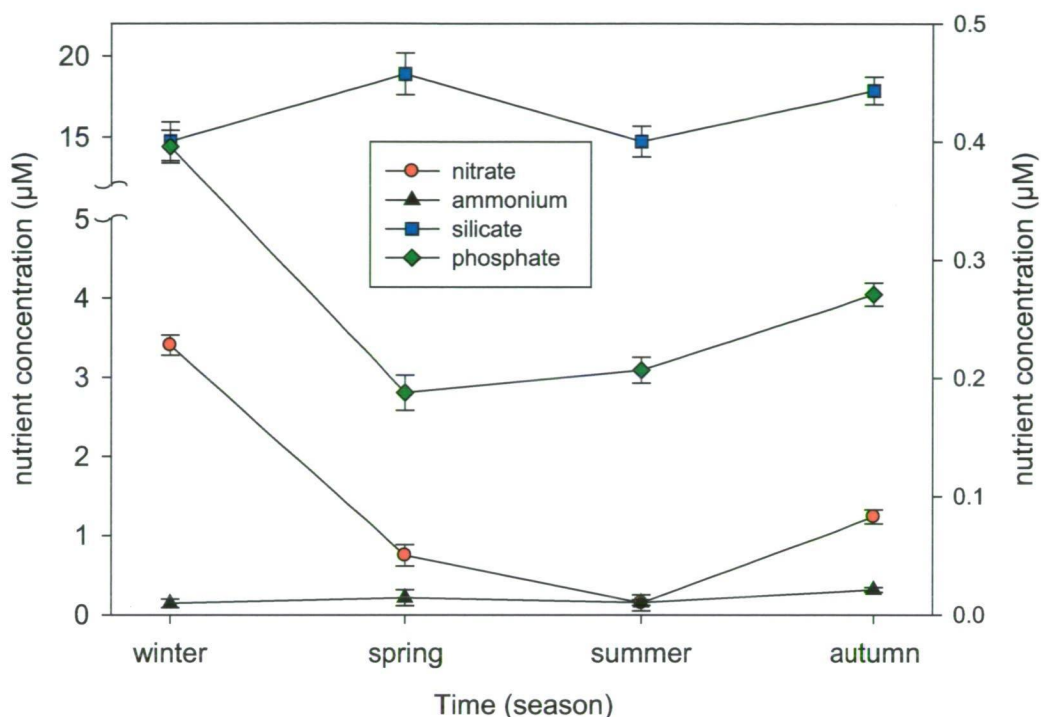 nutrient concentration (µM)
20
15
5
4
3
2
1
0
nitrate
ammonium
silicate
phosphate
0.5
0.4
0.3
0.2
0.1
0.0
nutrient concentration (µM)
winter
spring
summer
autumn
Time (season)